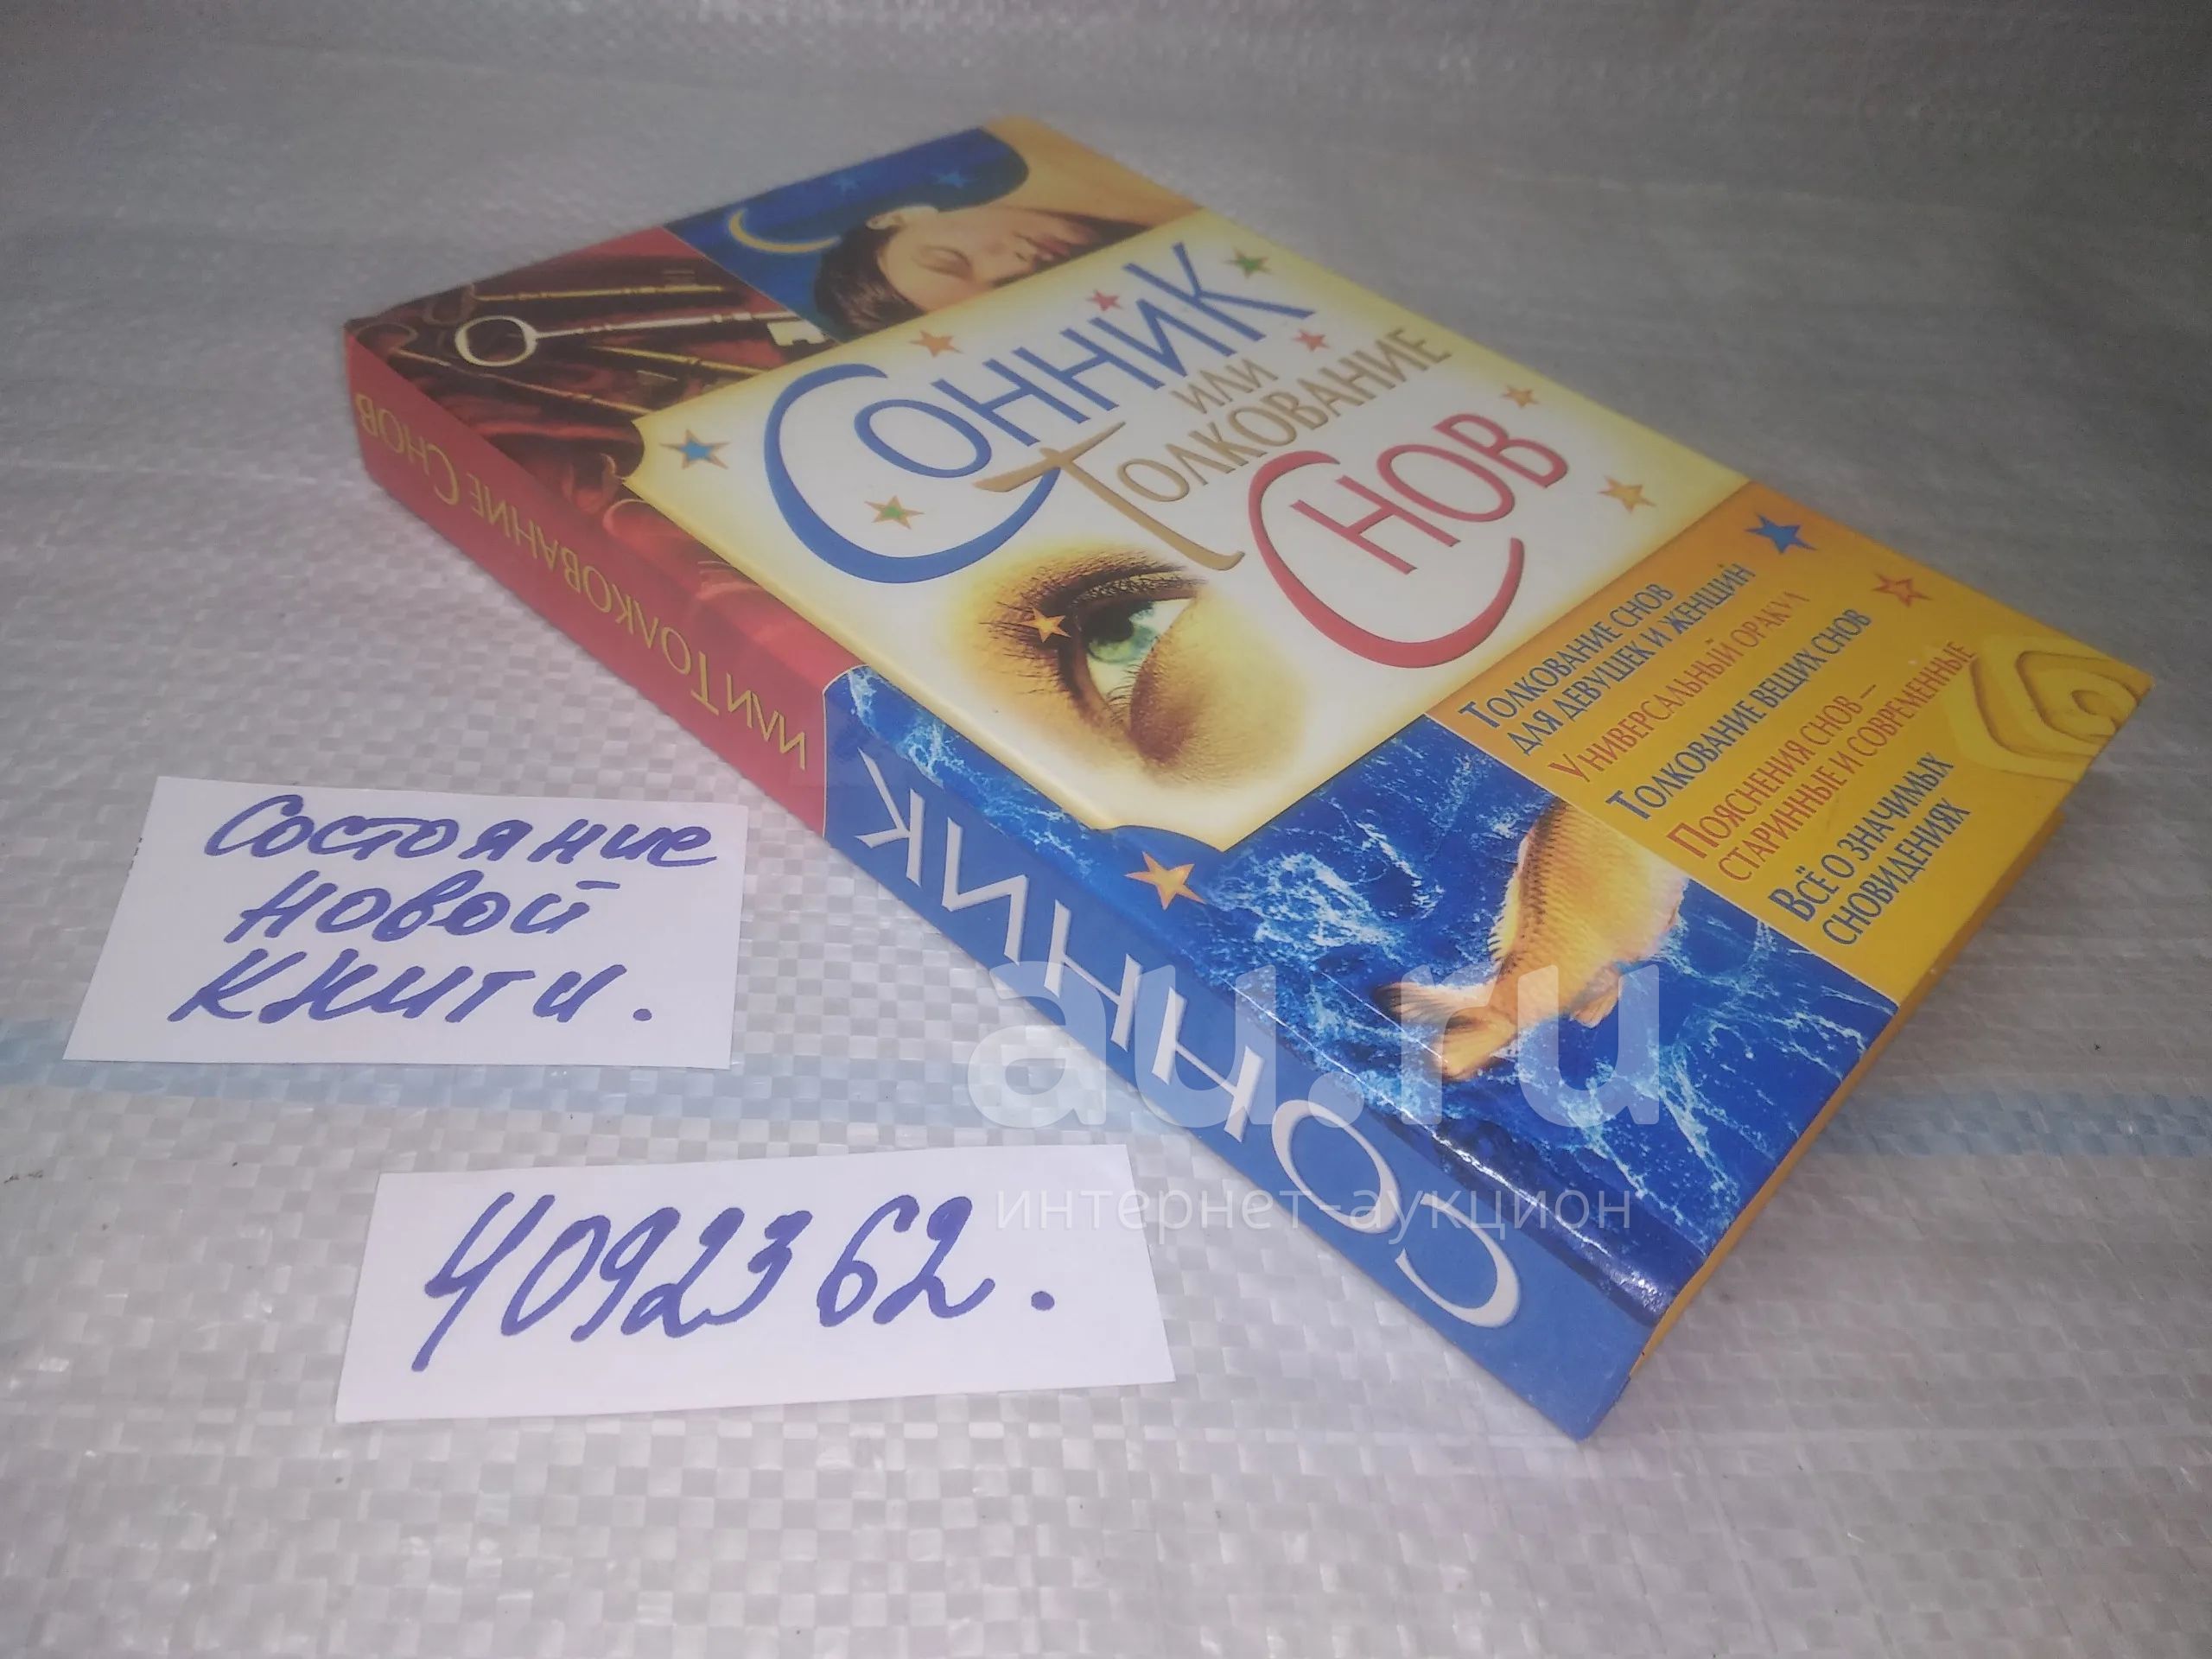 Сонник
или
Толкование
Снов
Толкование снов
для девушек и женщин
Универсальный оракул
Толкование вещих снов
Пояснения снов –
старинные и современные
Всё о значимых
сновидениях
Сонник
или Толкование Снов
Состояние
новой
книги.
4092362.
au.ru
интернет-аукцион